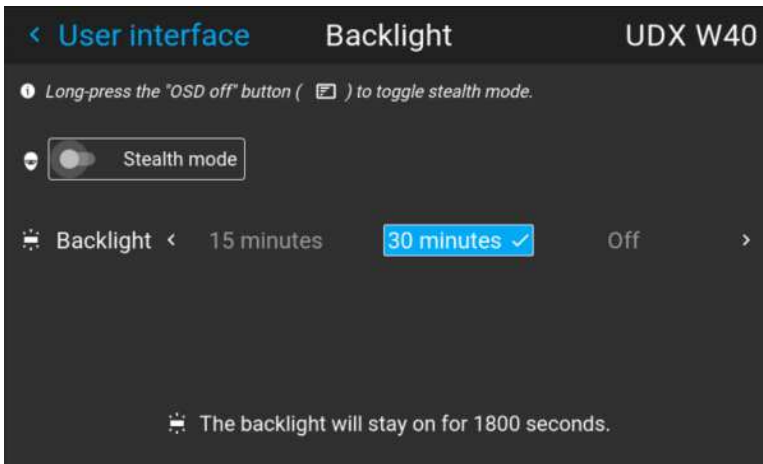 < User interface Backlight UDX W40
Long-press the "OSD off" button ( ) to toggle stealth mode.
Stealth mode
Backlight < 15 minutes 30 minutes ✓ Off >
The backlight will stay on for 1800 seconds.